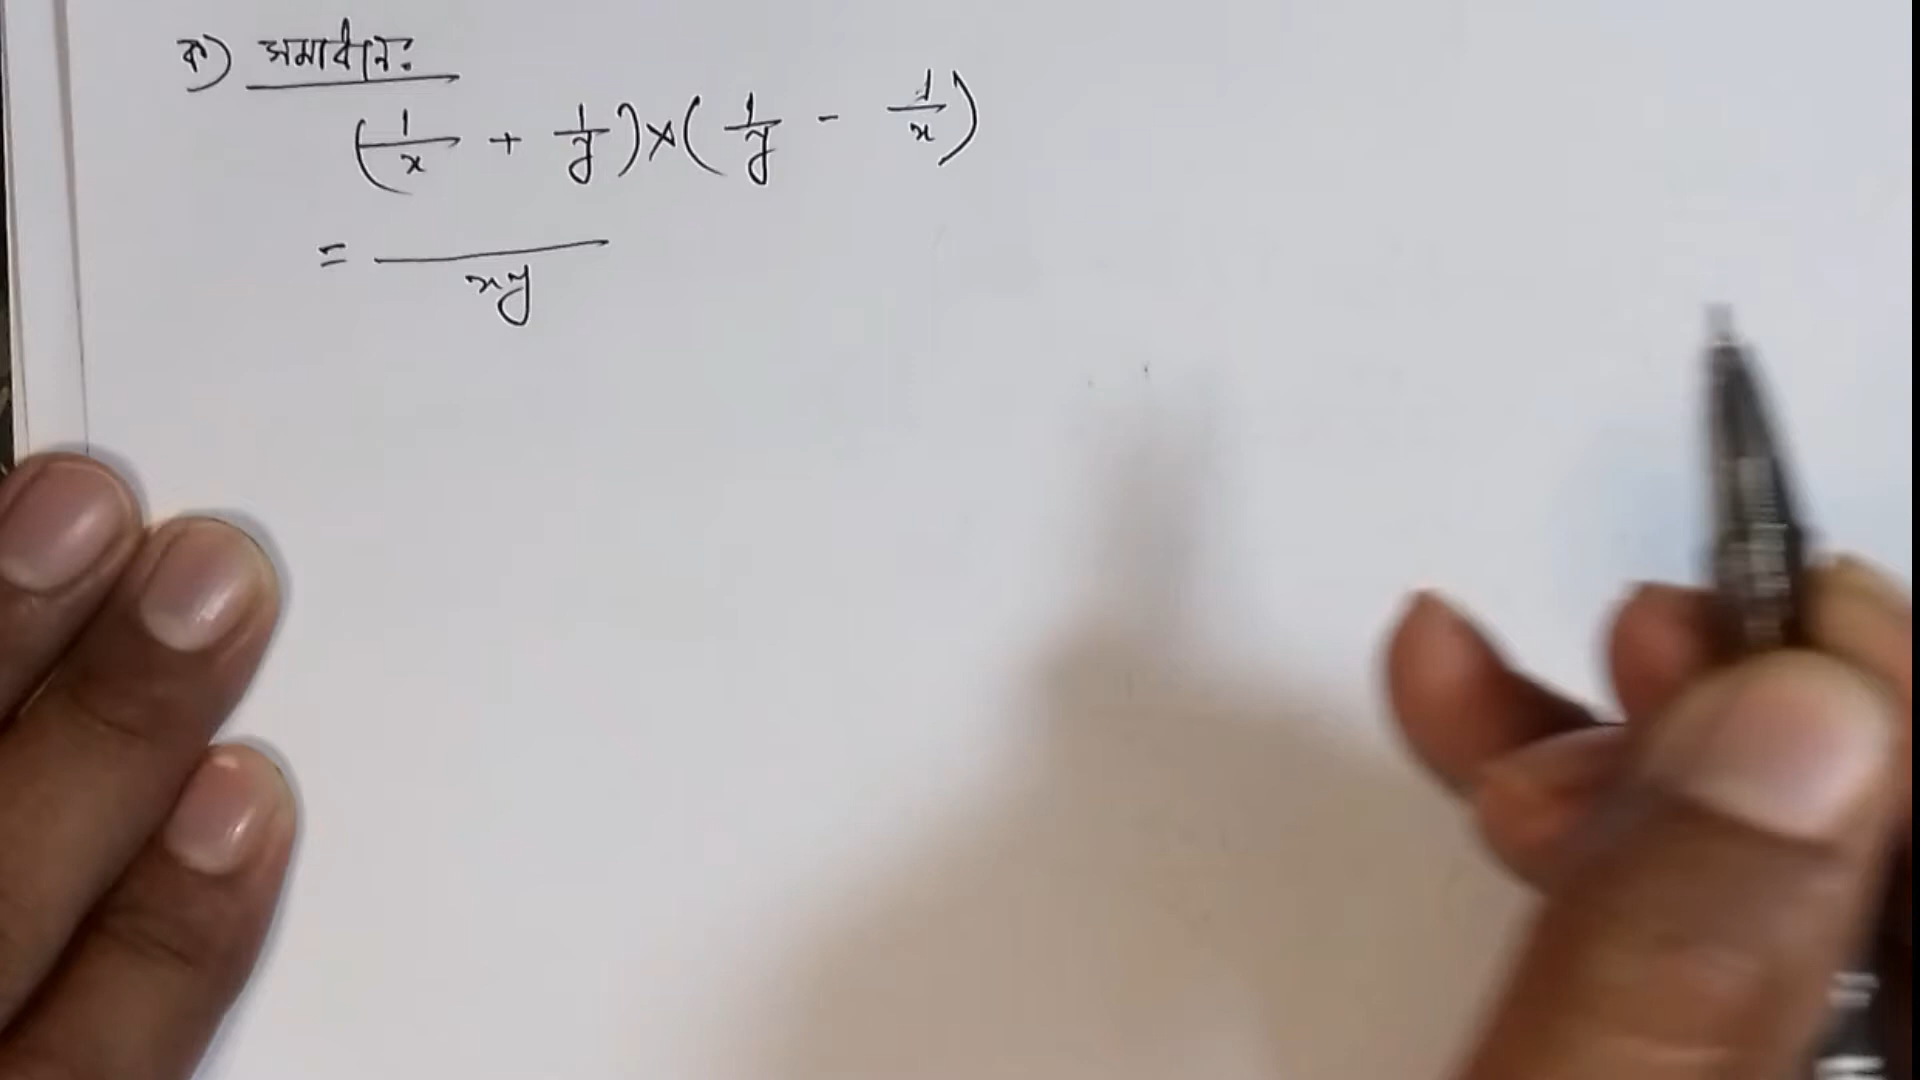 ক) সমাধান:
(1/x + 1/y) × (1/y - 1/x)
= ──── / xy